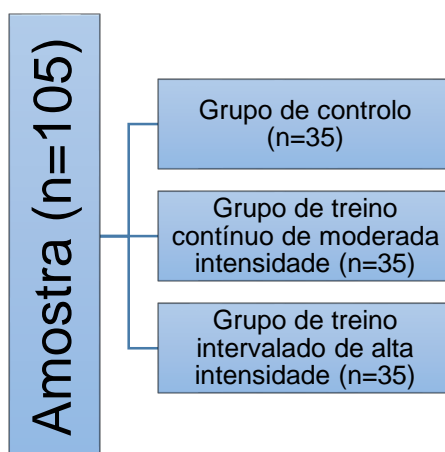 Amostra (n=105)
Grupo de controlo
(n=35)
Grupo de treino
contínuo de moderada
intensidade (n=35)
Grupo de treino
intervalado de alta
intensidade (n=35)